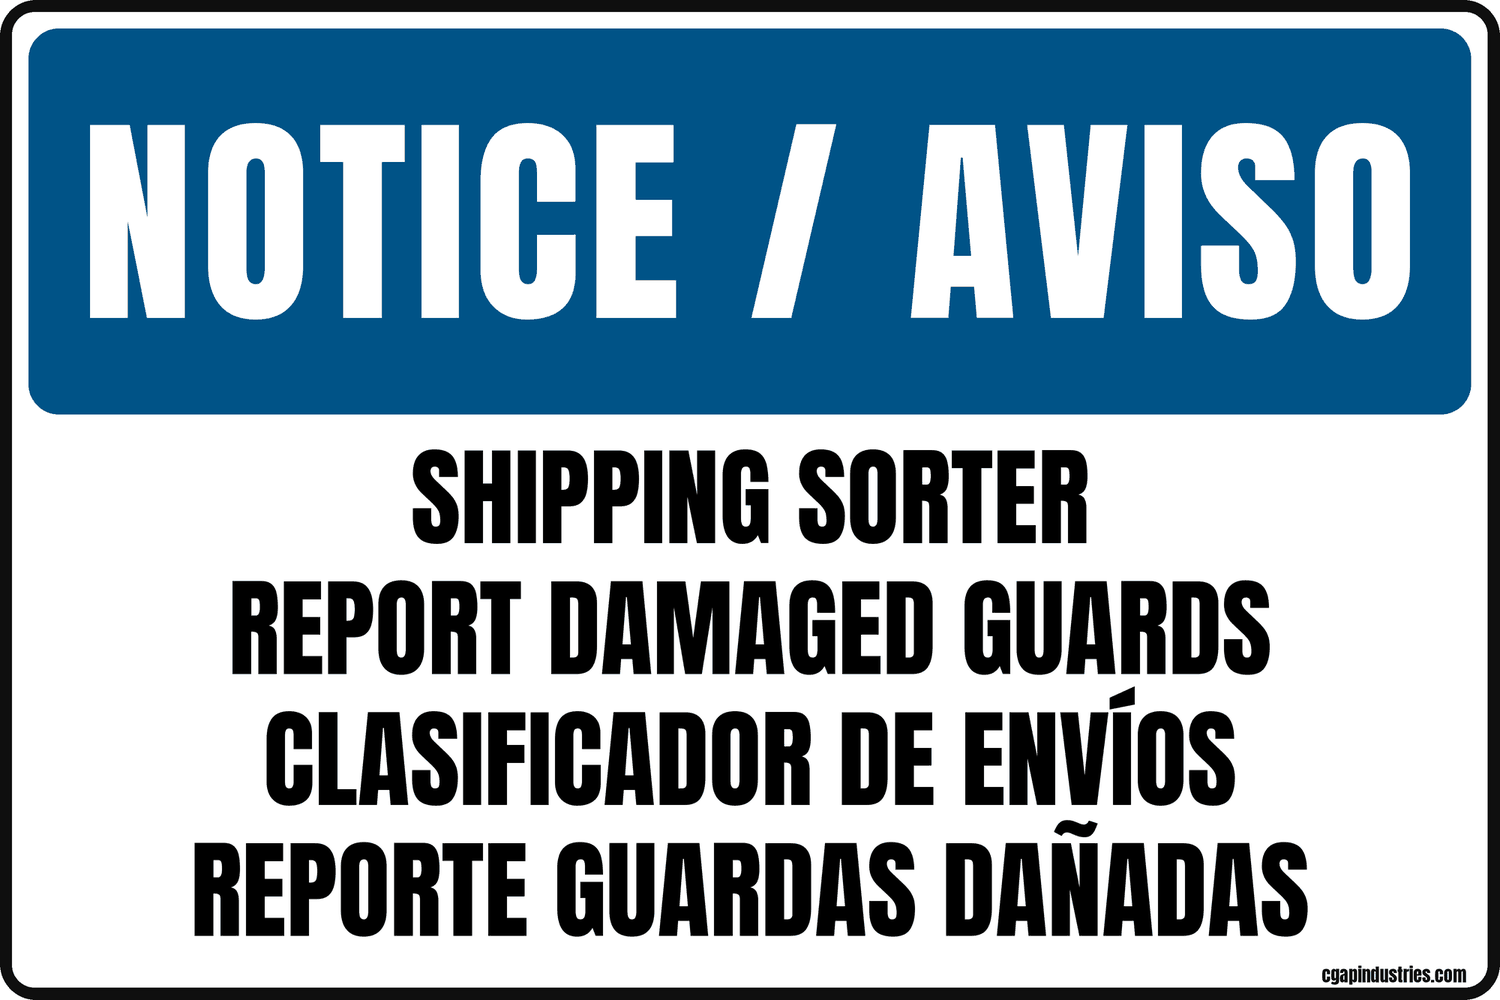 NOTICE / AVISO
SHIPPING SORTER
REPORT DAMAGED GUARDS
CLASIFICADOR DE ENVÍOS
REPORTE GUARDAS DAÑADAS
cgapindustries.com